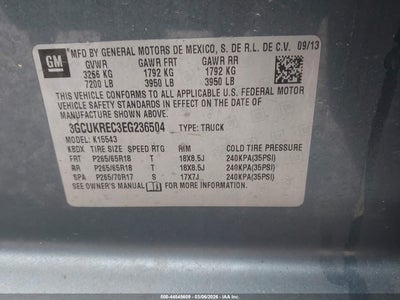 GM MFD BY GENERAL MOTORS DE MEXICO, S. DE R.L. DE C.V. 09/13
GVWR GAWR FRT GAWR RR
3266 KG 1792 KG 1792 KG
7200 LB 3950 LB 3950 LB
THIS VEHICLE CONFORMS TO ALL APPLICABLE U.S. FEDERAL MOTOR
VEHICLE SAFETY STANDARDS IN EFFECT ON THE DATE OF
MANUFACTURE SHOWN ABOVE.
3GCUKREC3EG236504 TYPE: TRUCK
MODEL: K15543
KBDX TIRE SIZE SPEED RTG RIM COLD TIRE PRESSURE
FRT P265/65R18 T 18X8.5J 240KPA(35PSI)
RR P265/65R18 T 18X8.5J 240KPA(35PSI)
SPA P265/70R17 S 17X7J 240KPA(35PSI)
SEE OWNER'S MANUAL FOR ADDITIONAL INFORMATION.
500-44545609 - 03/06/2026 - IAAI.COM